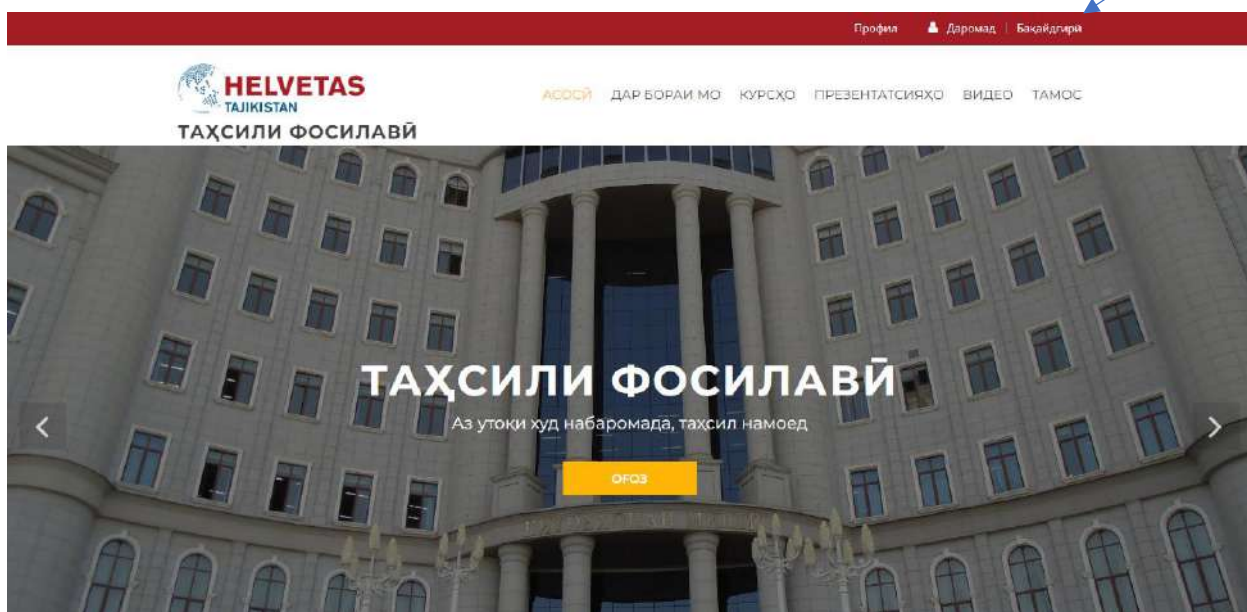 Профил Даромад | Бақайдгирӣ
HELVETAS
TAJIKISTAN
ТАҲСИЛИ ФОСИЛАВӢ
АСОСӢ ДАР БОРАИ МО КУРСҲО ПРЕЗЕНТАТСИЯҲО ВИДЕО ТАМОС
ТАҲСИЛИ ФОСИЛАВӢ
Аз утоқи худ набаромада, таҳсил намоед
ОҒОЗ